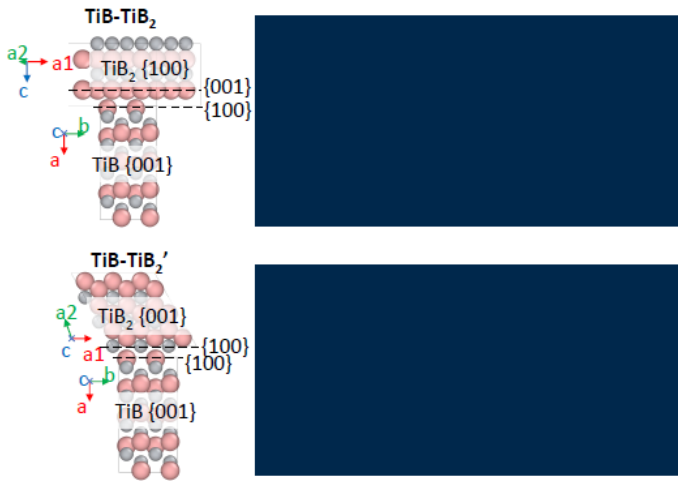 TiB-TiB₂
a2
a1
c
TiB₂ {100}
{001}
{100}
c
b
a
TiB {001}
TiB-TiB₂'
a2
c
a1
TiB₂ {001}
{100}
{100}
c
b
a
TiB {001}